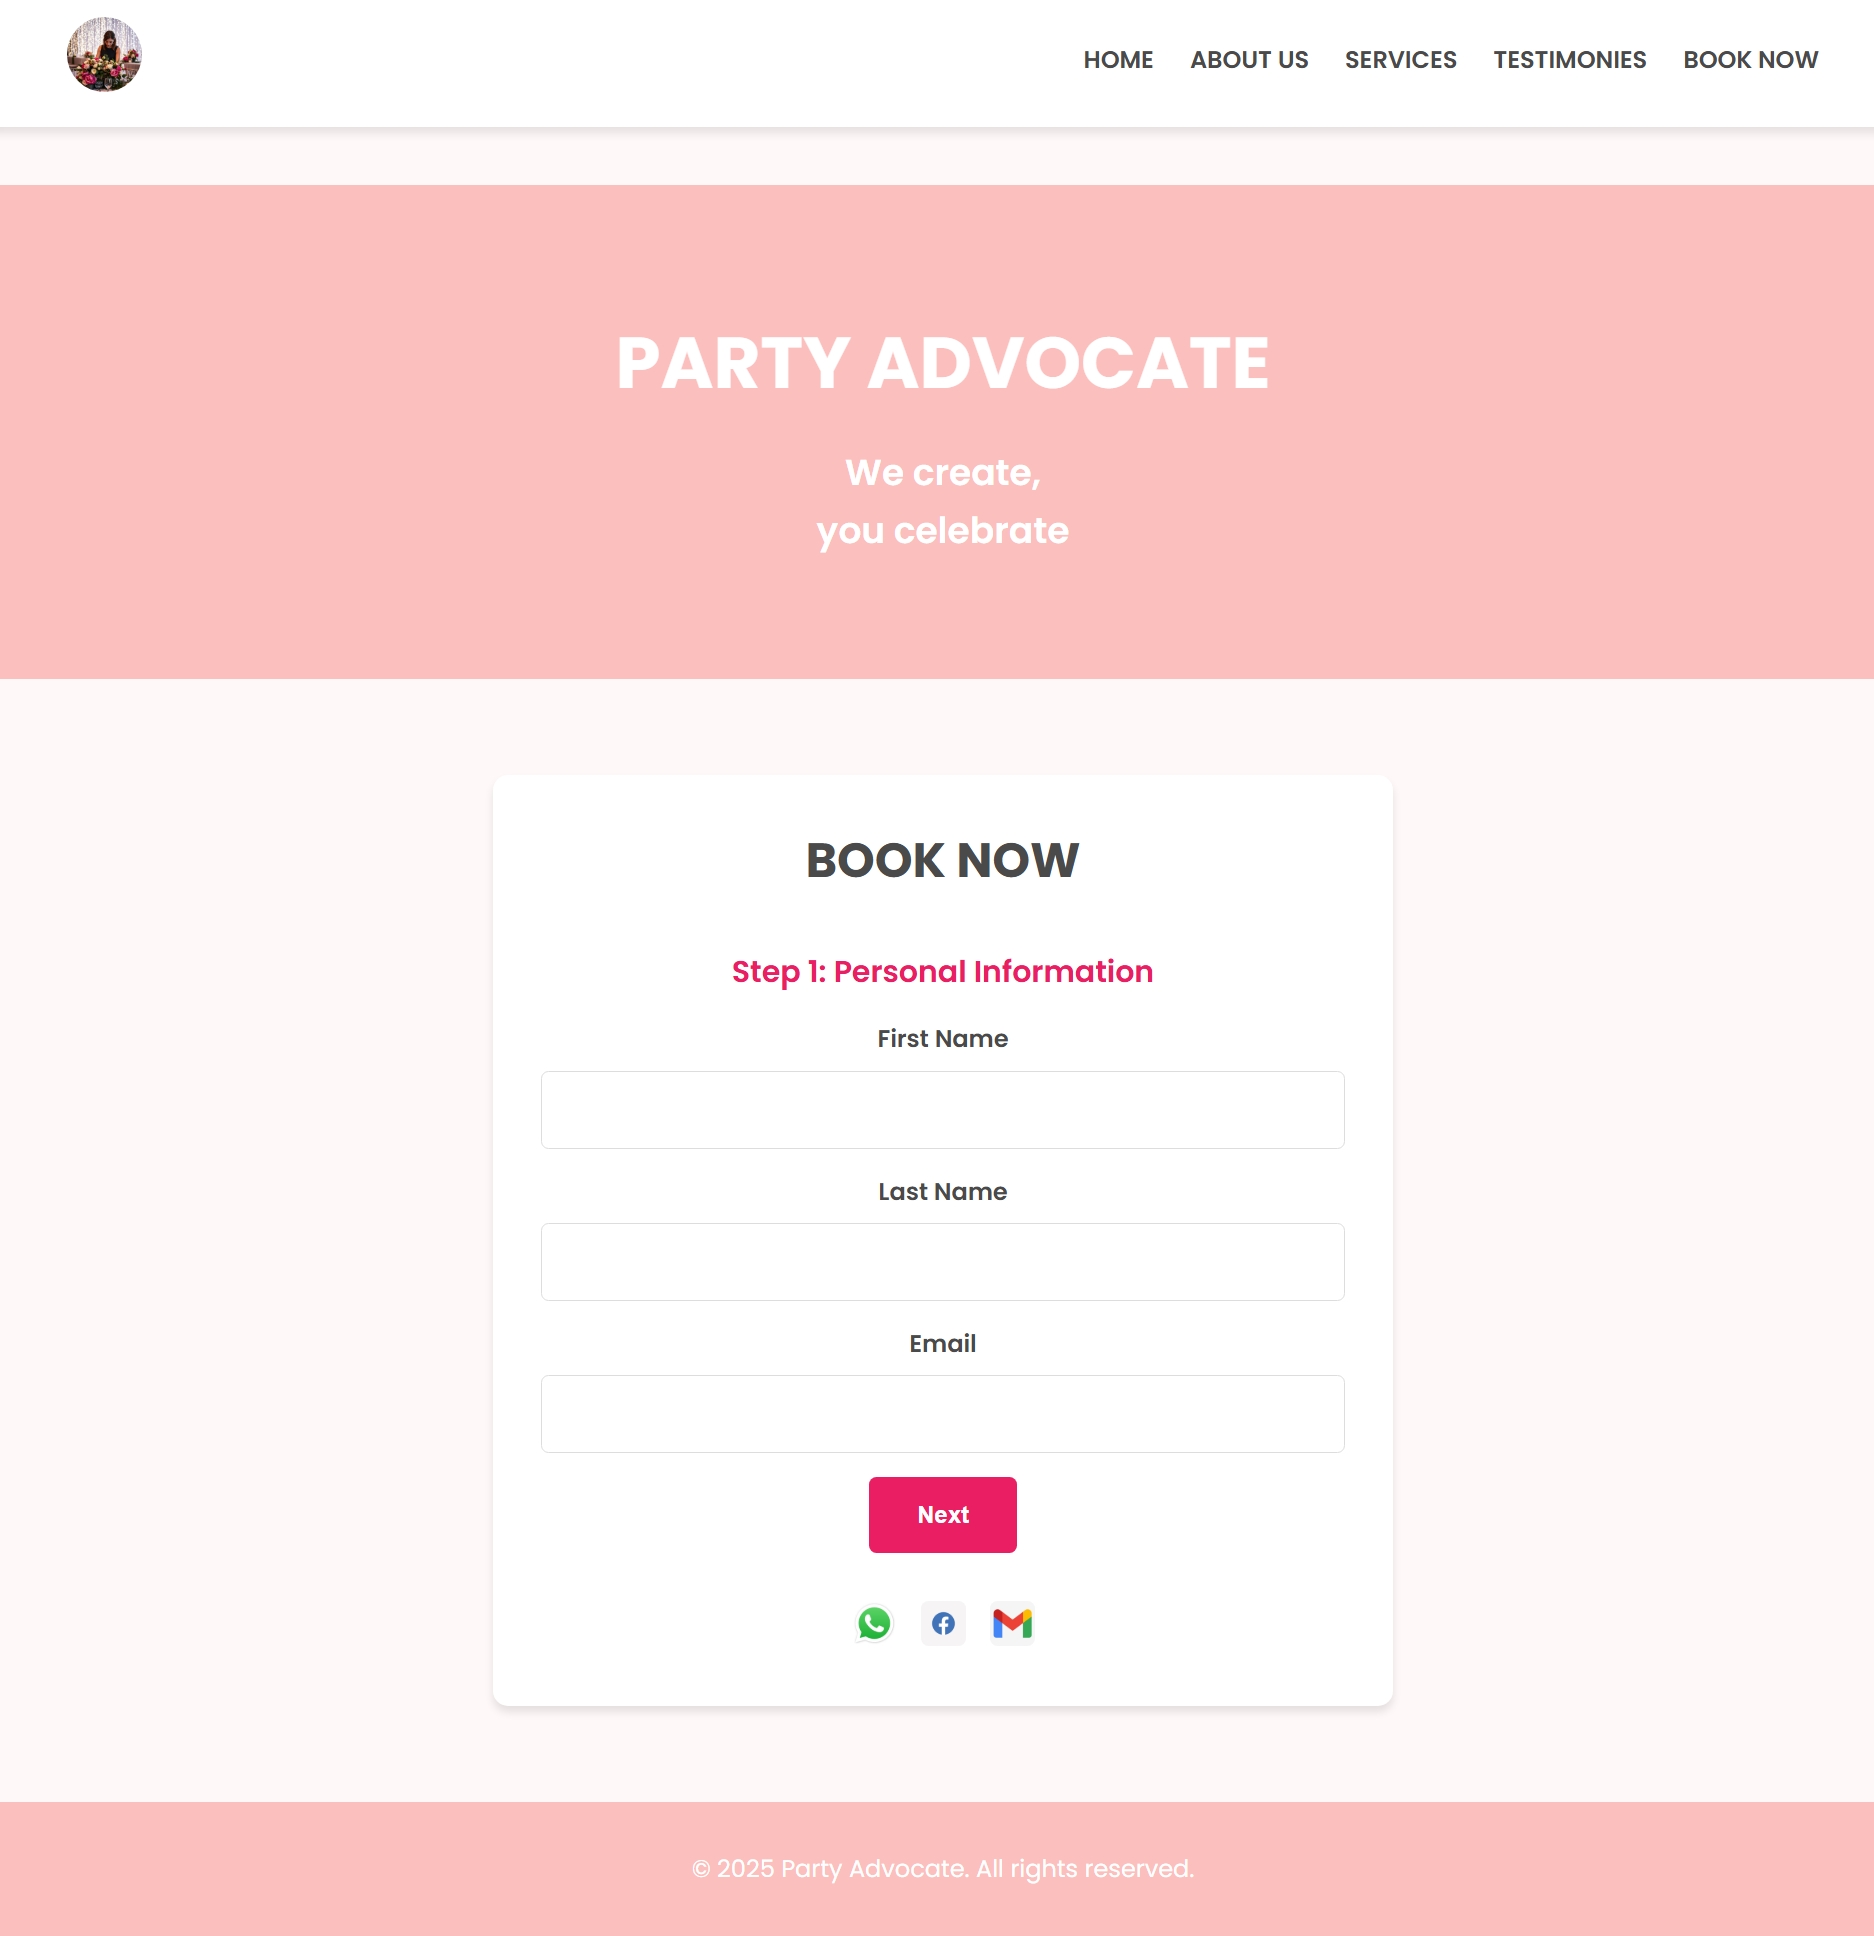 HOME ABOUT US SERVICES TESTIMONIES BOOK NOW
PARTY ADVOCATE
We create,
you celebrate
BOOK NOW
Step 1: Personal Information
First Name
Last Name
Email
Next
© 2025 Party Advocate. All rights reserved.